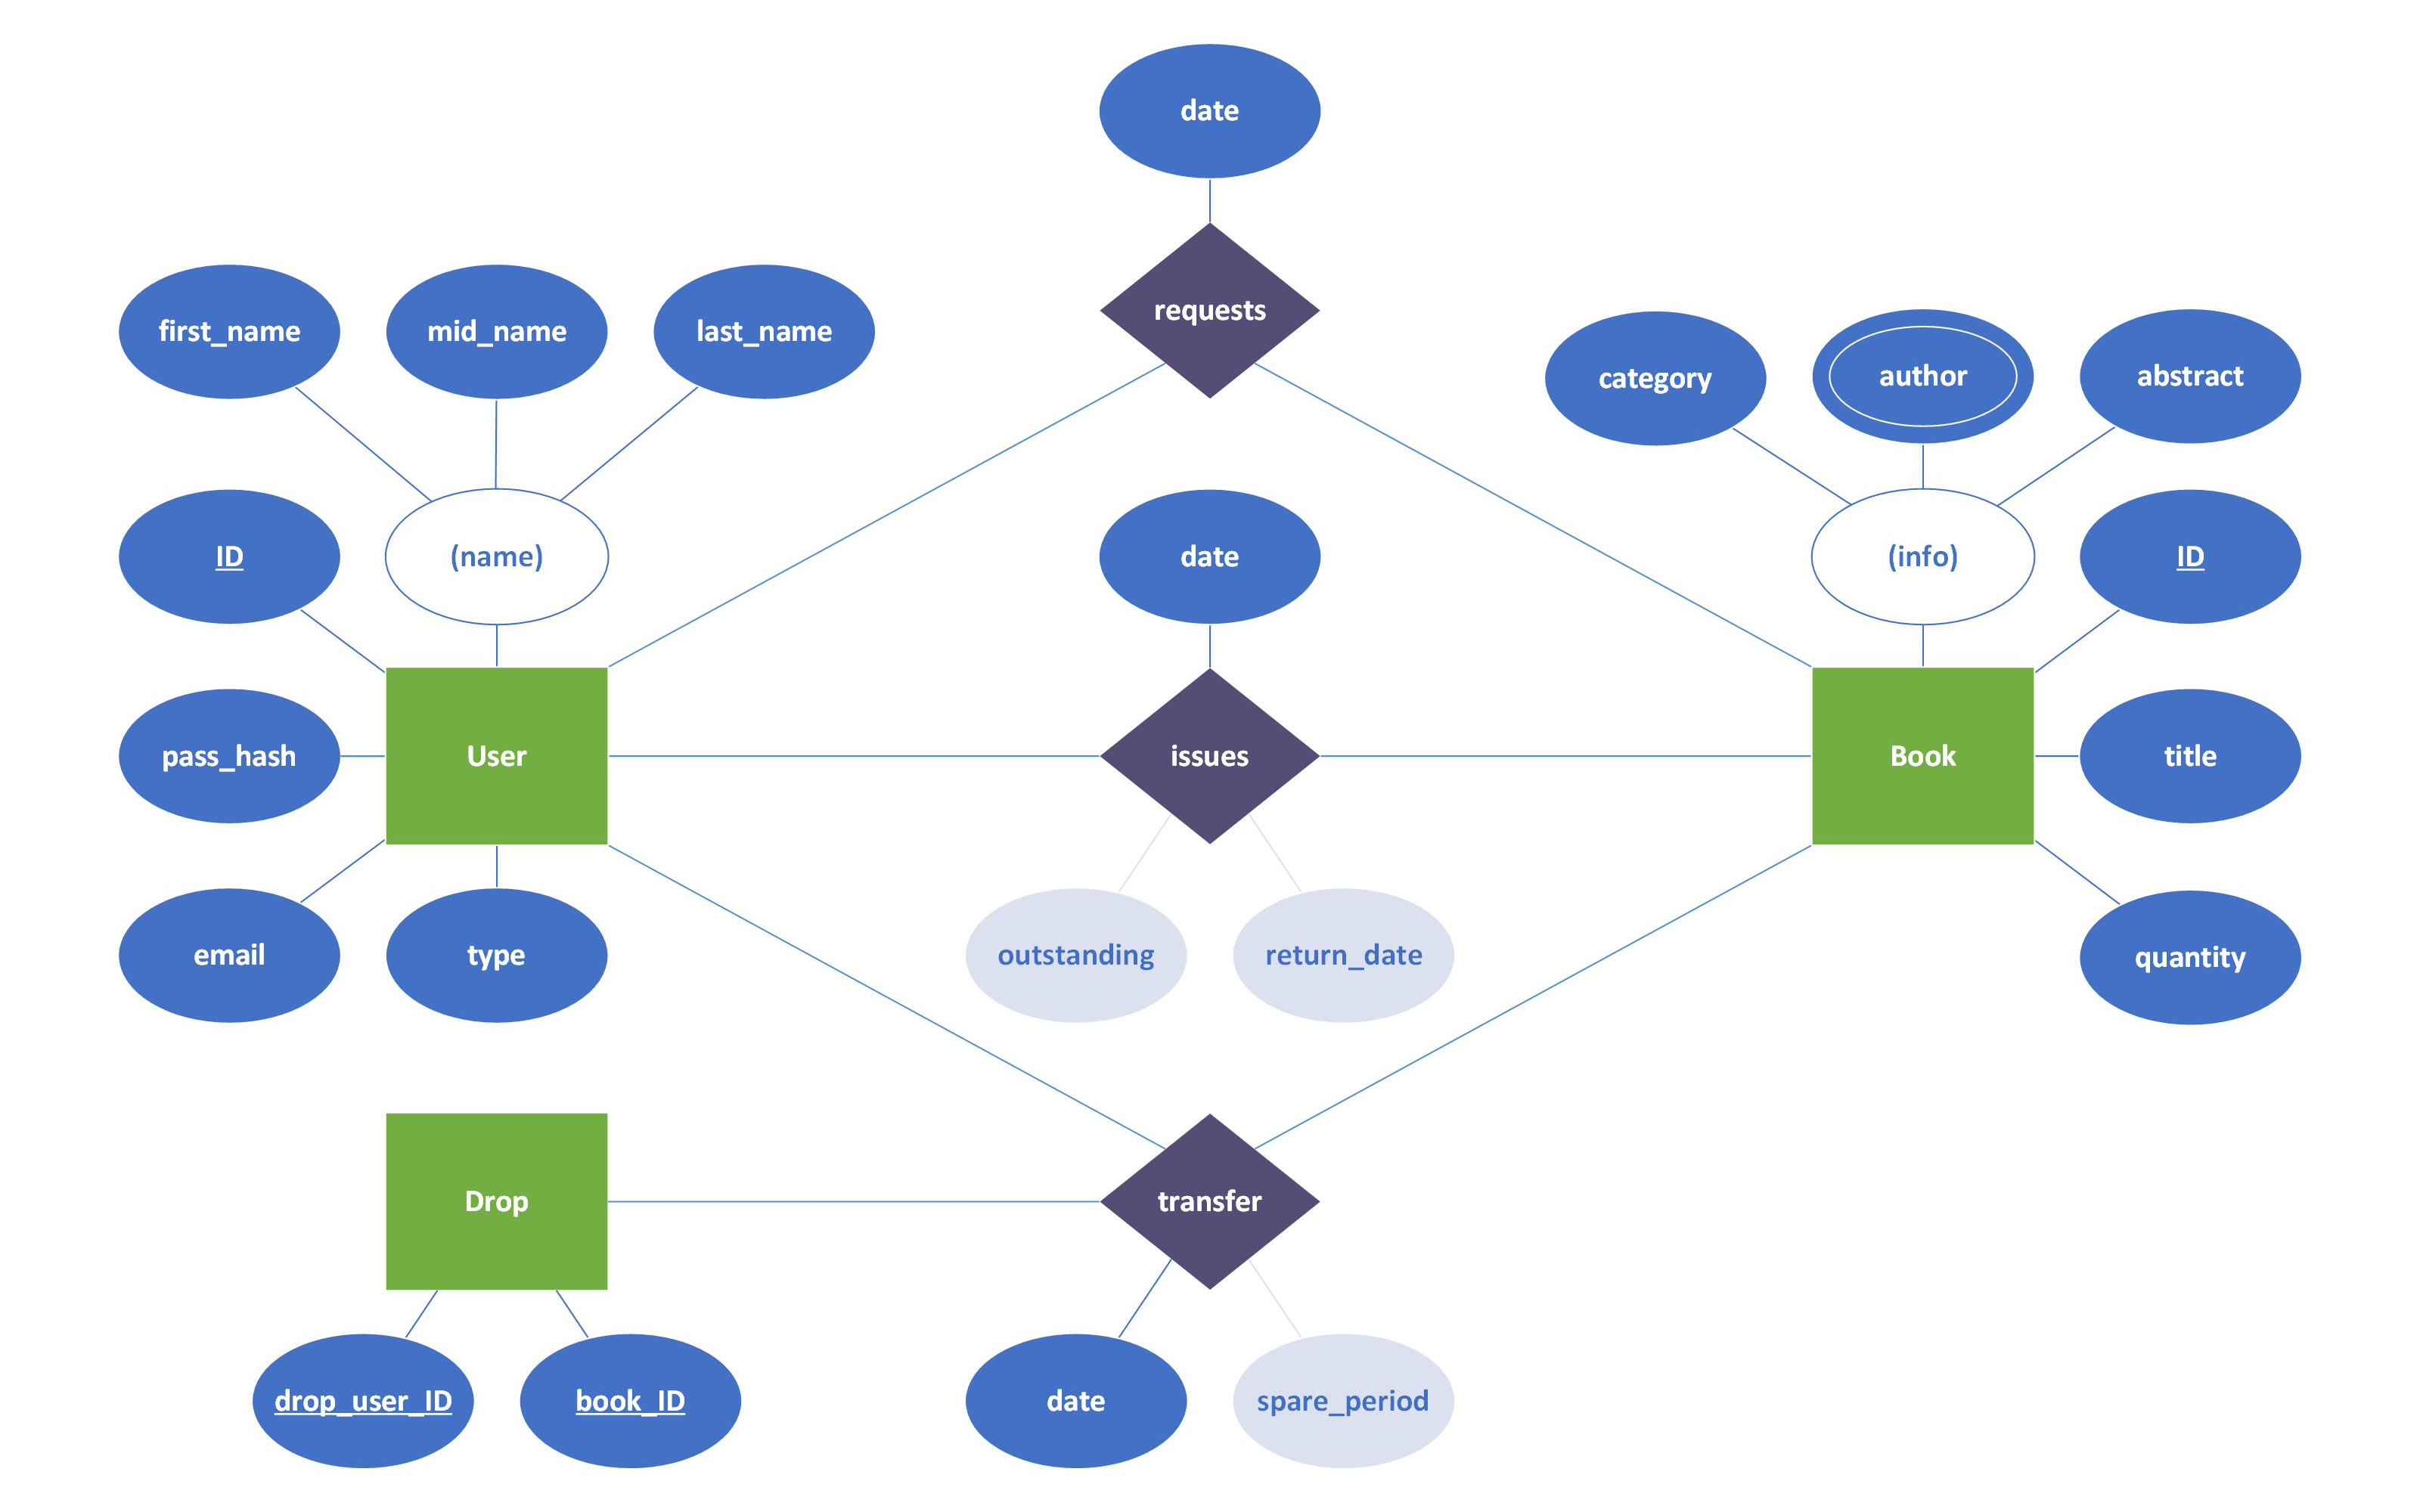 date
requests
first_name
mid_name
last_name
category
author
abstract
ID
(name)
date
(info)
ID
pass_hash
User
issues
Book
title
email
type
outstanding
return_date
quantity
Drop
transfer
drop_user_ID
book_ID
date
spare_period